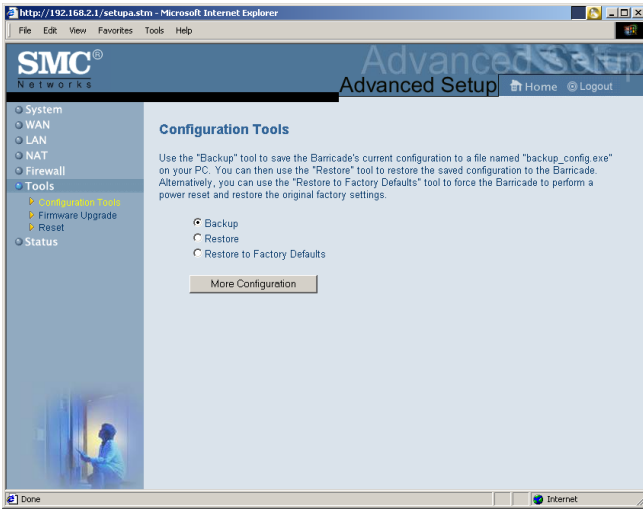 http://192.168.2.1/setupa.stm - Microsoft Internet Explorer
File Edit View Favorites Tools Help
SMC®
Networks
Advanced Setup
Advanced Setup
Home
Logout
System
WAN
LAN
NAT
Firewall
Tools
Configuration Tools
Firmware Upgrade
Reset
Status
Configuration Tools
Use the "Backup" tool to save the Barricade's current configuration to a file named "backup_config.exe"
on your PC. You can then use the "Restore" tool to restore the saved configuration to the Barricade.
Alternatively, you can use the "Restore to Factory Defaults" tool to force the Barricade to perform a
power reset and restore the original factory settings.
Backup
Restore
Restore to Factory Defaults
More Configuration
Done
Internet